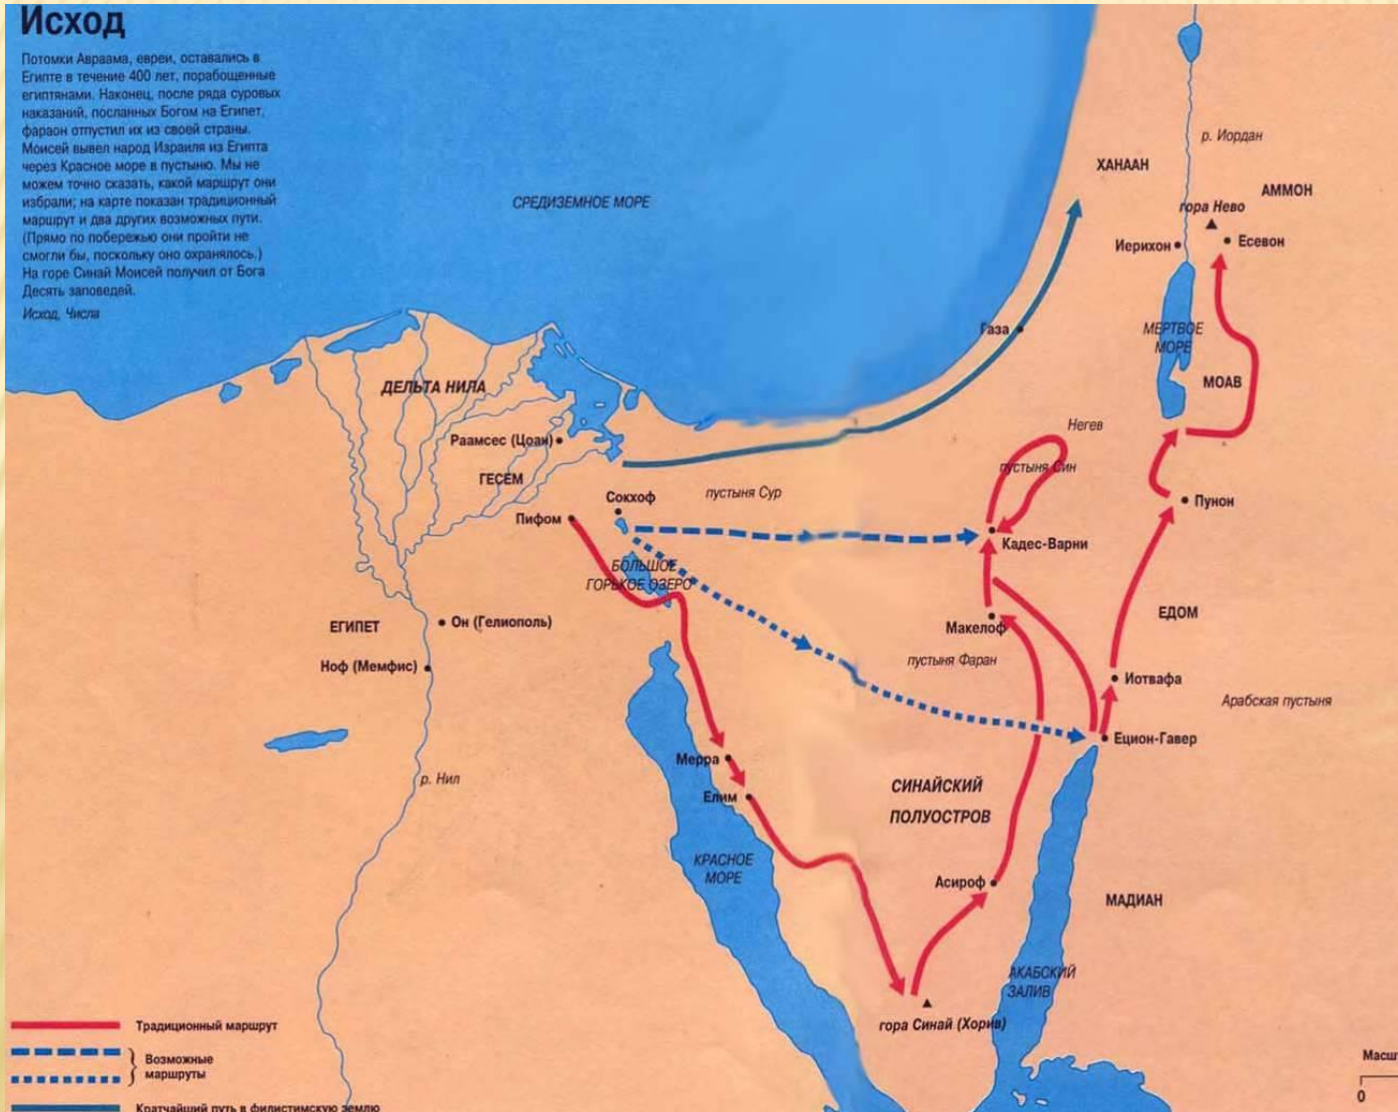 Исход
Потомки Авраама, евреи, оставались в
Египте в течение 400 лет, порабощенные
египтянами. Наконец, после ряда суровых
наказаний, посланных Богом на Египет,
фараон отпустил их из своей страны.
Моисей вывел народ Израиля из Египта
через Красное море в пустыню. Мы не
можем точно сказать, какой маршрут они
избрали; на карте показан традиционный
маршрут и два других возможных пути.
(Прямо по побережью они пройти не
смогли бы, поскольку оно охранялось.)
На горе Синай Моисей получил от Бога
Десять заповедей.
Исход, Числа
р. Иордан
ХАНААН
АММОН
СРЕДИЗЕМНОЕ МОРЕ
гора Нево
Иерихон
Есевон
Газа
МЕРТВОЕ
МОРЕ
МОАВ
ДЕЛЬТА НИЛА
Негев
Раамсес (Цоан)
пустыня Син
ГЕСЕМ
пустыня Сур
Сокхоф
Пунон
Пифом
Кадес-Варни
БОЛЬШОЕ
ГОРЬКОЕ ОЗЕРО
ЕДОМ
ЕГИПЕТ
Он (Гелиополь)
Макелоф
Ноф (Мемфис)
пустыня Фаран
Иотвафа
Арабская пустыня
Ецион-Гавер
Мерра
р. Нил
Елим
СИНАЙСКИЙ
ПОЛУОСТРОВ
КРАСНОЕ
МОРЕ
Асироф
МАДИАН
АКАБСКИЙ
ЗАЛИВ
гора Синай (Хорив)
Традиционный маршрут
Возможные
маршруты
Кратчайший путь в филистимскую землю
Масшт
0